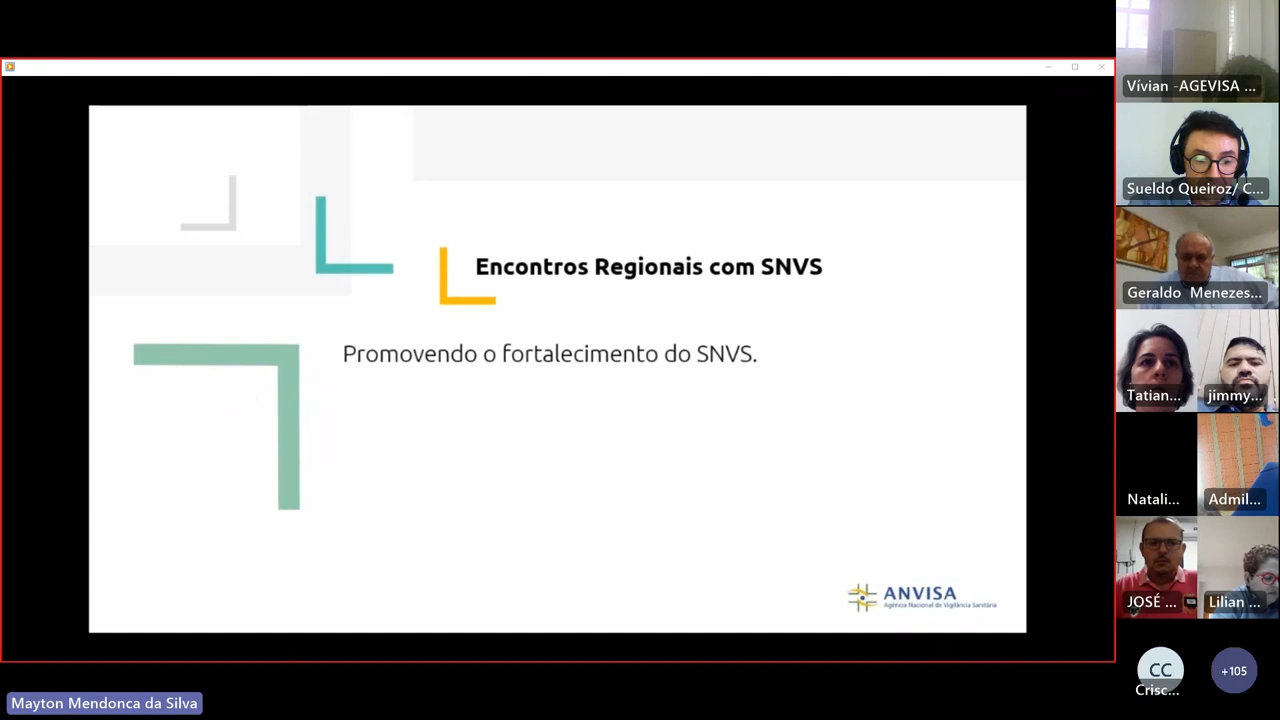 Encontros Regionais com SNVS
Promovendo o fortalecimento do SNVS.
ANVISA
Agência Nacional de Vigilância Sanitária
Mayton Mendonca da Silva
Vívian -AGEVISA ...
Sueldo Queiroz/ C...
Geraldo Menezes...
Tatian...
jimmy...
Natali...
Admil...
JOSÉ ...
Lilian ...
CC
Crisc...
+105